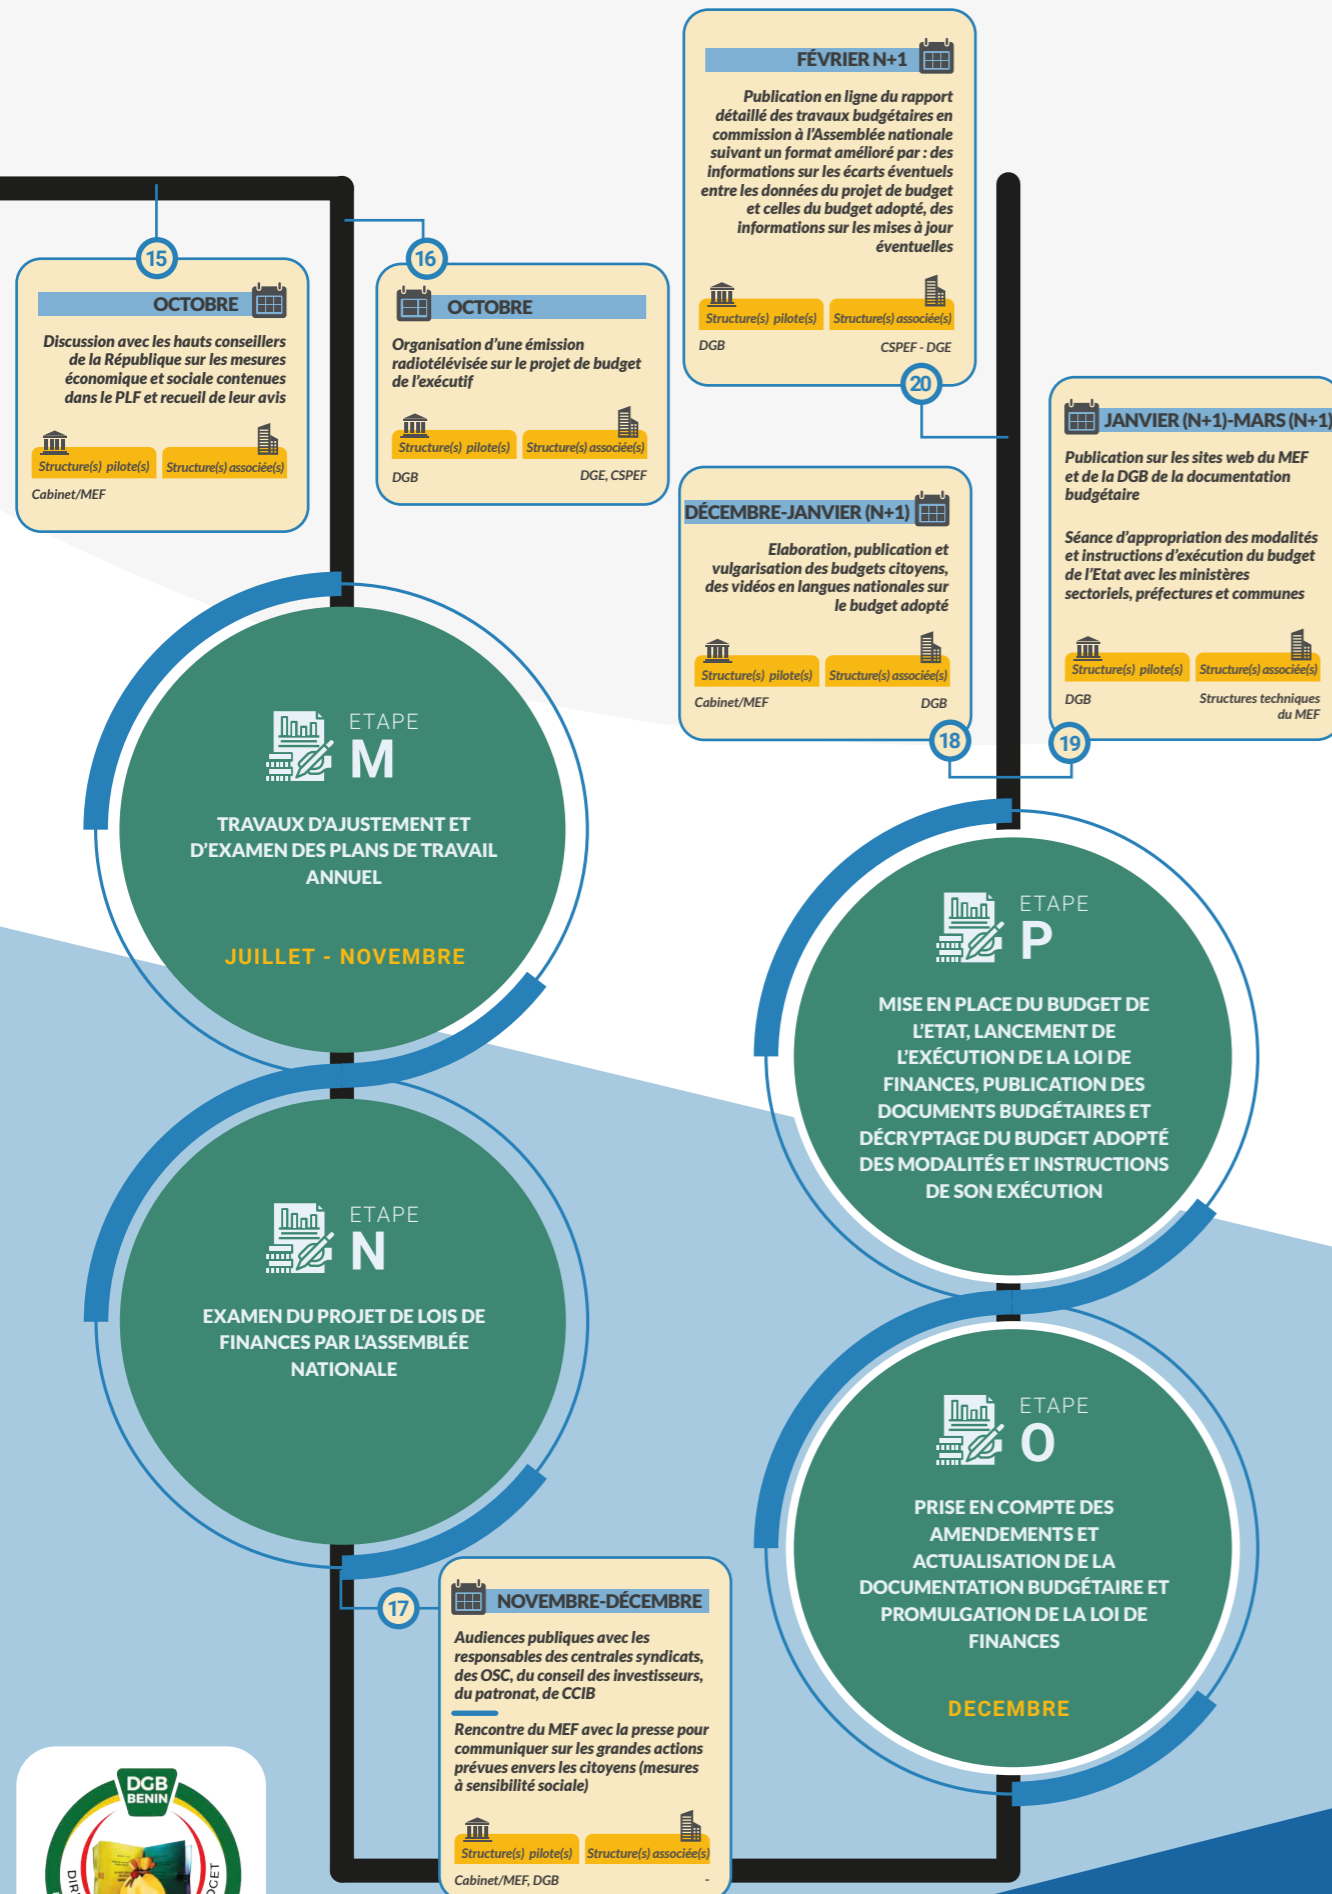 15
OCTOBRE
Discussion avec les hauts conseillers
de la République sur les mesures
économique et sociale contenues
dans le PLF et recueil de leur avis
Structure(s) pilote(s)
Structure(s) associée(s)
Cabinet/MEF
16
OCTOBRE
Organisation d'une émission
radiotélévisée sur le projet de budget
de l'exécutif
Structure(s) pilote(s)
Structure(s) associée(s)
DGB
DGE, CSPEF
ETAPE
M
TRAVAUX D'AJUSTEMENT ET
D'EXAMEN DES PLANS DE TRAVAIL
ANNUEL
JUILLET - NOVEMBRE
ETAPE
N
EXAMEN DU PROJET DE LOIS DE
FINANCES PAR L'ASSEMBLÉE
NATIONALE
17
NOVEMBRE-DÉCEMBRE
Audiences publiques avec les
responsables des centrales syndicats,
des OSC, du conseil des investisseurs,
du patronat, de CCIB
Rencontre du MEF avec la presse pour
communiquer sur les grandes actions
prévues envers les citoyens (mesures
à sensibilité sociale)
Structure(s) pilote(s)
Structure(s) associée(s)
Cabinet/MEF, DGB
-
ETAPE
O
PRISE EN COMPTE DES
AMENDEMENTS ET
ACTUALISATION DE LA
DOCUMENTATION BUDGÉTAIRE ET
PROMULGATION DE LA LOI DE
FINANCES
DECEMBRE
ETAPE
P
MISE EN PLACE DU BUDGET DE
L'ETAT, LANCEMENT DE
L'EXÉCUTION DE LA LOI DE
FINANCES, PUBLICATION DES
DOCUMENTS BUDGÉTAIRES ET
DÉCRYPTAGE DU BUDGET ADOPTÉ
DES MODALITÉS ET INSTRUCTIONS
DE SON EXÉCUTION
DÉCEMBRE-JANVIER (N+1)
Elaboration, publication et
vulgarisation des budgets citoyens,
des vidéos en langues nationales sur
le budget adopté
Structure(s) pilote(s)
Structure(s) associée(s)
Cabinet/MEF
DGB
18
JANVIER (N+1)-MARS (N+1)
Publication sur les sites web du MEF
et de la DGB de la documentation
budgétaire
Séance d'appropriation des modalités
et instructions d'exécution du budget
de l'Etat avec les ministères
sectoriels, préfectures et communes
Structure(s) pilote(s)
Structure(s) associée(s)
DGB
Structures techniques
du MEF
19
FÉVRIER N+1
Publication en ligne du rapport
détaillé des travaux budgétaires en
commission à l'Assemblée nationale
suivant un format amélioré par : des
informations sur les écarts éventuels
entre les données du projet de budget
et celles du budget adopté, des
informations sur les mises à jour
éventuelles
Structure(s) pilote(s)
Structure(s) associée(s)
DGB
CSPEF - DGE
20
DGB
BENIN